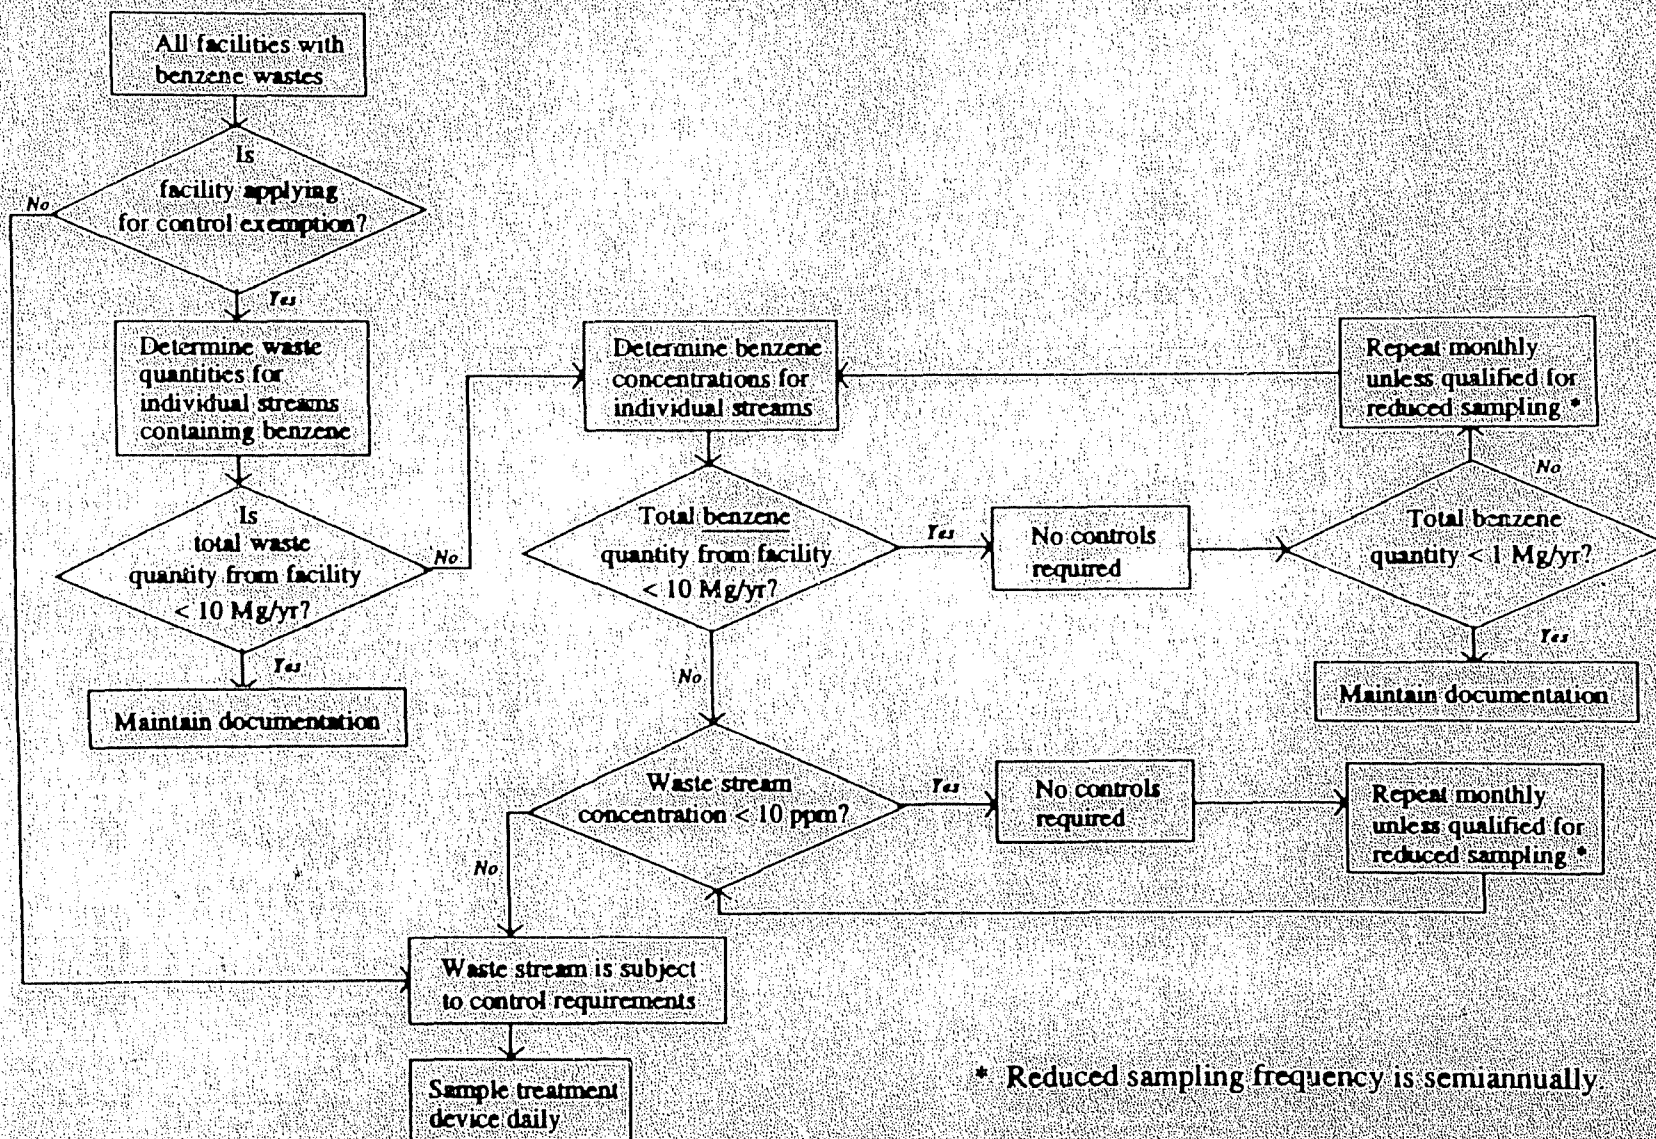 All facilities with
benzene wastes
Is
facility applying
for control exemption?
No
Yes
Determine waste
quantities for
individual streams
containing benzene
Is
total waste
quantity from facility
< 10 Mg/yr?
No
Yes
Maintain documentation
Determine benzene
concentrations for
individual streams
Total benzene
quantity from facility
< 10 Mg/yr?
Yes
No controls
required
Total benzene
quantity < 1 Mg/yr?
No
Repeat monthly
unless qualified for
reduced sampling *
Yes
Maintain documentation
No
Waste stream
concentration < 10 ppm?
Yes
No controls
required
Repeat monthly
unless qualified for
reduced sampling *
No
Waste stream is subject
to control requirements
Sample treatment
device daily
* Reduced sampling frequency is semiannually.